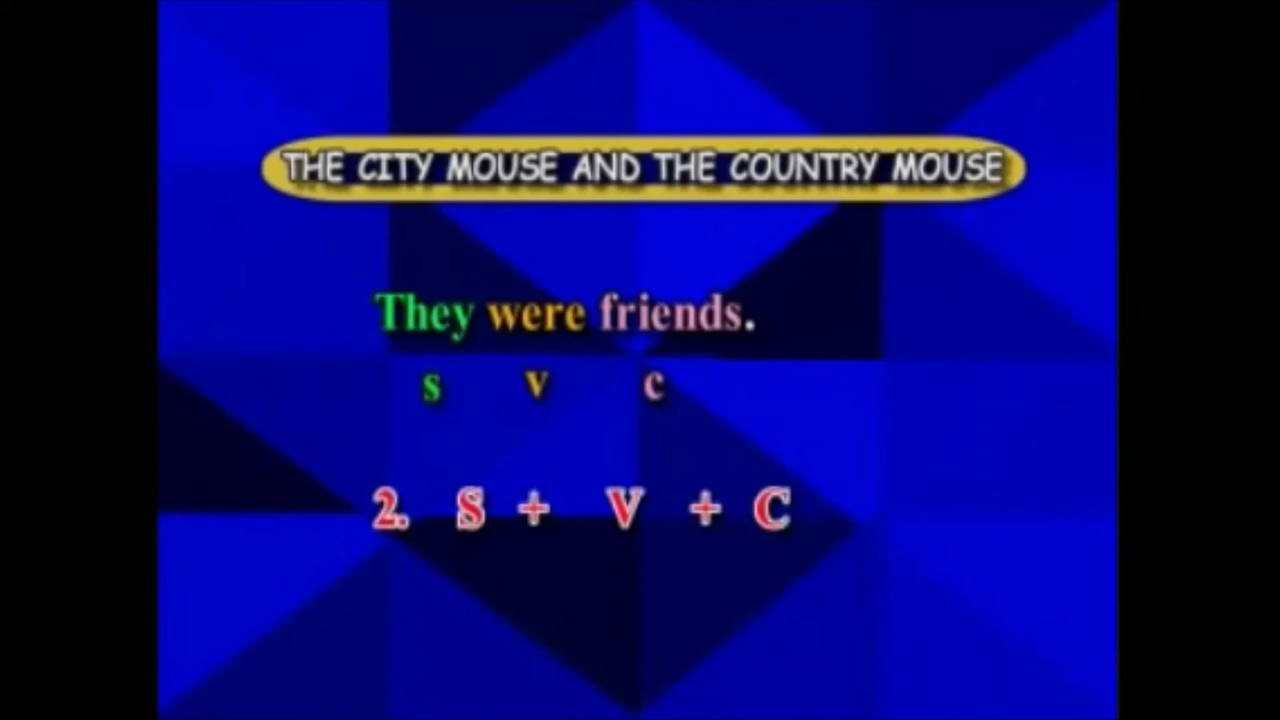 THE CITY MOUSE AND THE COUNTRY MOUSE
They were friends.
s v c
2. S + V + C